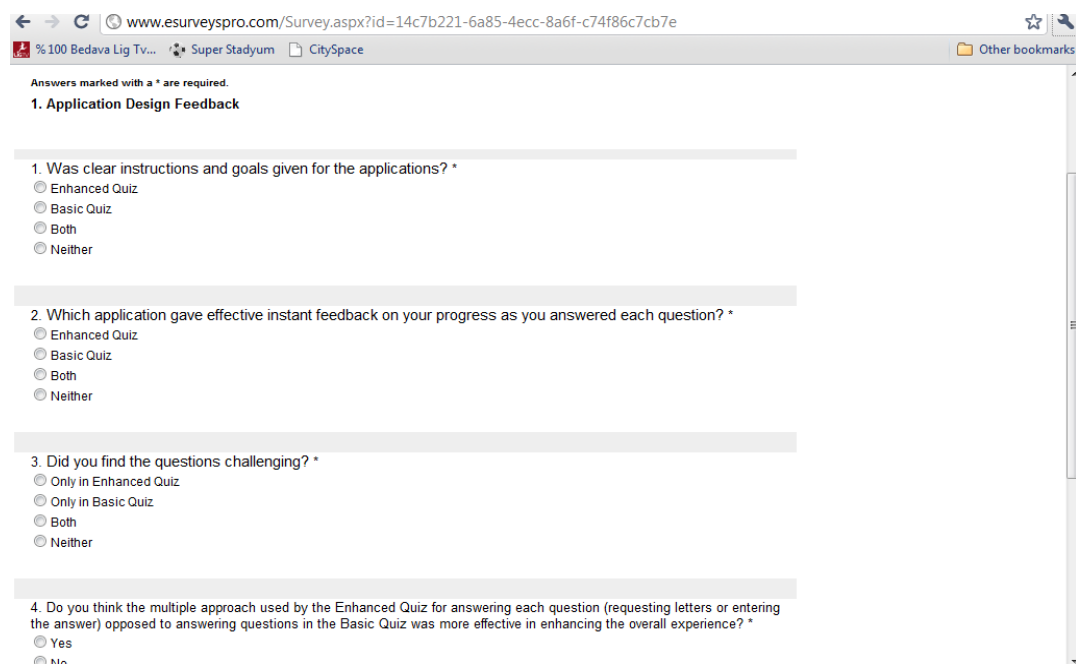 www.esurveyspro.com/Survey.aspx?id=14c7b221-6a85-4ecc-8a6f-c74f86c7cb7e
%100 Bedava Lig Tv... Super Stadyum CitySpace Other bookmarks
Answers marked with a * are required.
1. Application Design Feedback
1. Was clear instructions and goals given for the applications? *
Enhanced Quiz
Basic Quiz
Both
Neither
2. Which application gave effective instant feedback on your progress as you answered each question? *
Enhanced Quiz
Basic Quiz
Both
Neither
3. Did you find the questions challenging? *
Only in Enhanced Quiz
Only in Basic Quiz
Both
Neither
4. Do you think the multiple approach used by the Enhanced Quiz for answering each question (requesting letters or entering
the answer) opposed to answering questions in the Basic Quiz was more effective in enhancing the overall experience? *
Yes
No